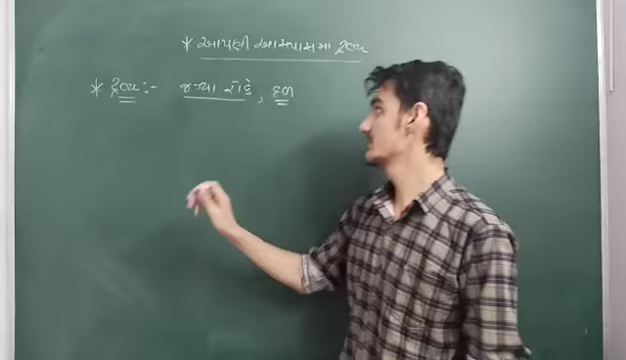 * આપણી આસપાસમા દ્રવ્ય
* દ્રવ્ય :- જગ્યા રોકે, દળ